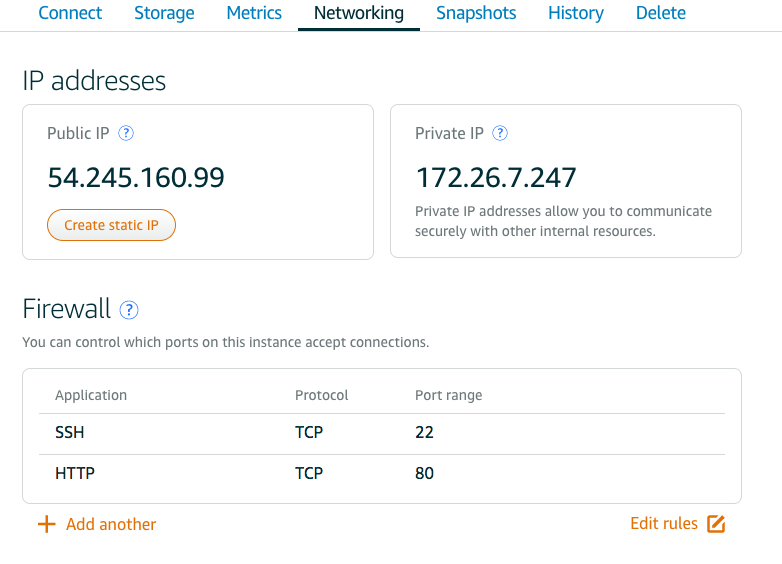 Connect Storage Metrics Networking Snapshots History Delete
IP addresses
Public IP ?
54.245.160.99
Create static IP
Private IP ?
172.26.7.247
Private IP addresses allow you to communicate
securely with other internal resources.
Firewall ?
You can control which ports on this instance accept connections.
Application Protocol Port range
SSH TCP 22
HTTP TCP 80
+ Add another
Edit rules